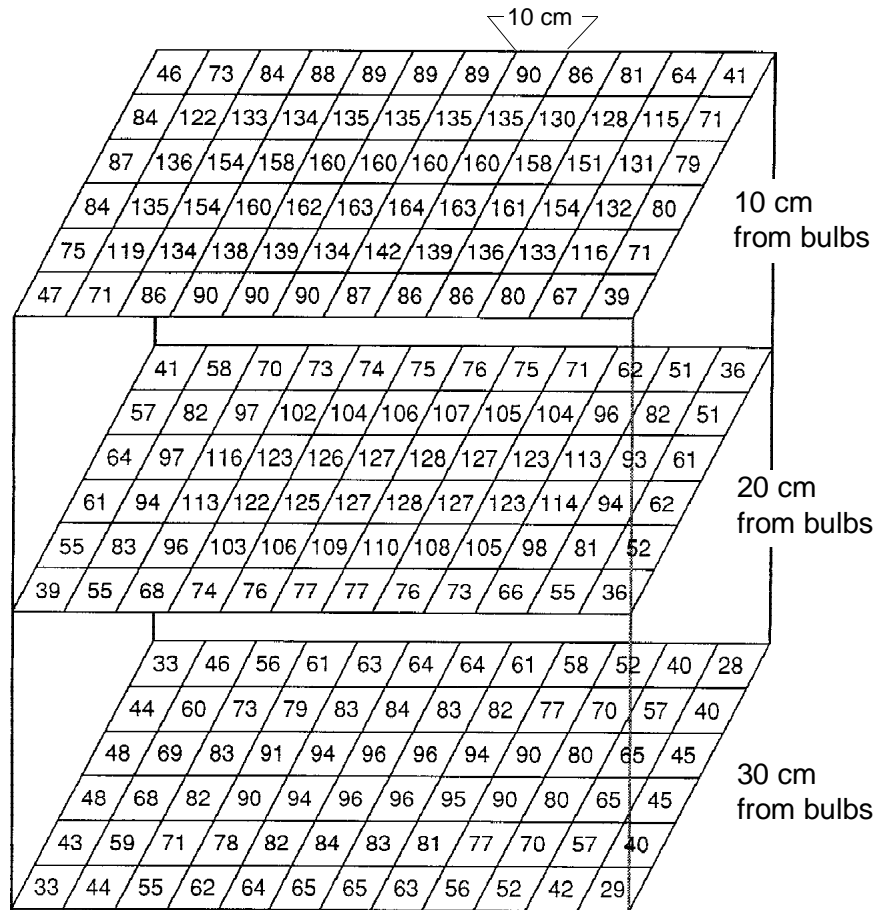 10 cm
46 73 84 88 89 89 89 90 86 81 64 41
84 122 133 134 135 135 135 135 130 128 115 71
87 136 154 158 160 160 160 160 158 151 131 79
84 135 154 160 162 163 164 163 161 154 132 80
75 119 134 138 139 134 142 139 136 133 116 71
47 71 86 90 90 90 87 86 86 80 67 39
10 cm
from bulbs
41 58 70 73 74 75 76 75 71 62 51 36
57 82 97 102 104 106 107 105 104 96 82 51
64 97 116 123 126 127 128 127 123 113 93 61
61 94 113 122 125 127 128 127 123 114 94 62
55 83 96 103 106 109 110 108 105 98 81 52
39 55 68 74 76 77 77 76 73 66 55 36
20 cm
from bulbs
33 46 56 61 63 64 64 61 58 52 40 28
44 60 73 79 83 84 83 82 77 70 57 40
48 69 83 91 94 96 96 94 90 80 65 45
48 68 82 90 94 96 96 95 90 80 65 45
43 59 71 78 82 84 83 81 77 70 57 40
33 44 55 62 64 65 65 63 56 52 42 29
30 cm
from bulbs